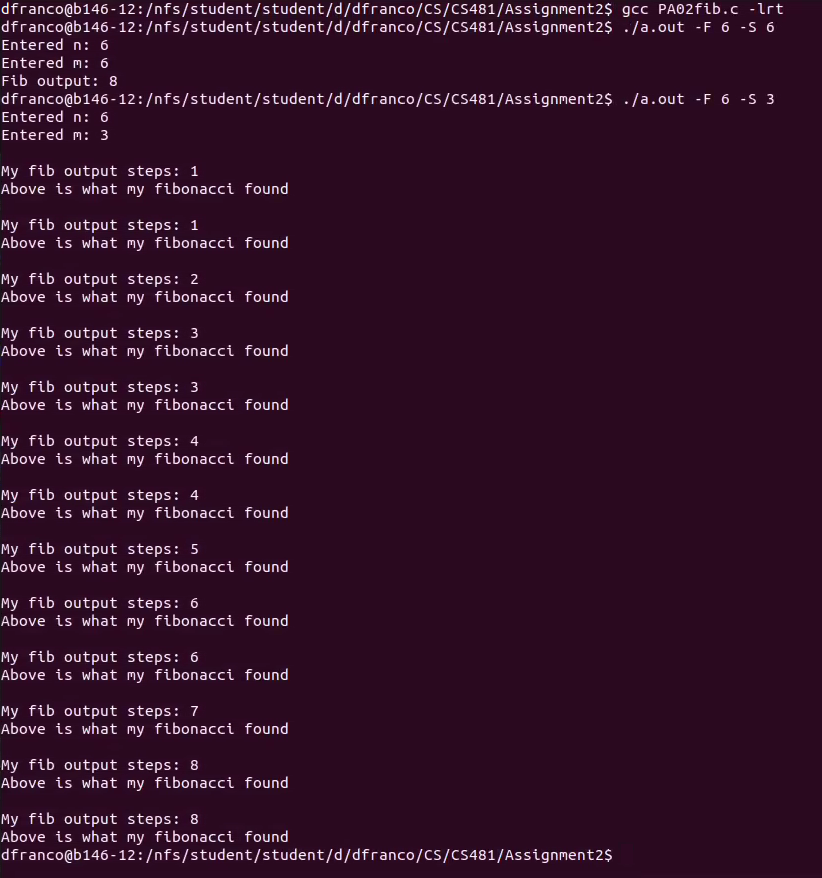 dfranco@b146-12:/nfs/student/student/d/dfranco/CS/CS481/Assignment2$ gcc PA02fib.c -lrt
dfranco@b146-12:/nfs/student/student/d/dfranco/CS/CS481/Assignment2$ ./a.out -F 6 -S 6
Entered n: 6
Entered m: 6
Fib output: 8
dfranco@b146-12:/nfs/student/student/d/dfranco/CS/CS481/Assignment2$ ./a.out -F 6 -S 3
Entered n: 6
Entered m: 3
My fib output steps: 1
Above is what my fibonacci found
My fib output steps: 1
Above is what my fibonacci found
My fib output steps: 2
Above is what my fibonacci found
My fib output steps: 3
Above is what my fibonacci found
My fib output steps: 3
Above is what my fibonacci found
My fib output steps: 4
Above is what my fibonacci found
My fib output steps: 4
Above is what my fibonacci found
My fib output steps: 5
Above is what my fibonacci found
My fib output steps: 6
Above is what my fibonacci found
My fib output steps: 6
Above is what my fibonacci found
My fib output steps: 7
Above is what my fibonacci found
My fib output steps: 8
Above is what my fibonacci found
My fib output steps: 8
Above is what my fibonacci found
dfranco@b146-12:/nfs/student/student/d/dfranco/CS/CS481/Assignment2$